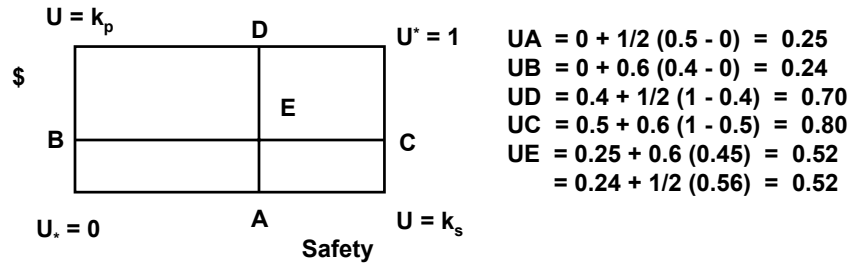 U = kₚ
D
U* = 1
$
E
B
C
U* = 0
A
U = kₛ
Safety
UA = 0 + 1/2 (0.5 - 0) = 0.25
UB = 0 + 0.6 (0.4 - 0) = 0.24
UD = 0.4 + 1/2 (1 - 0.4) = 0.70
UC = 0.5 + 0.6 (1 - 0.5) = 0.80
UE = 0.25 + 0.6 (0.45) = 0.52
= 0.24 + 1/2 (0.56) = 0.52